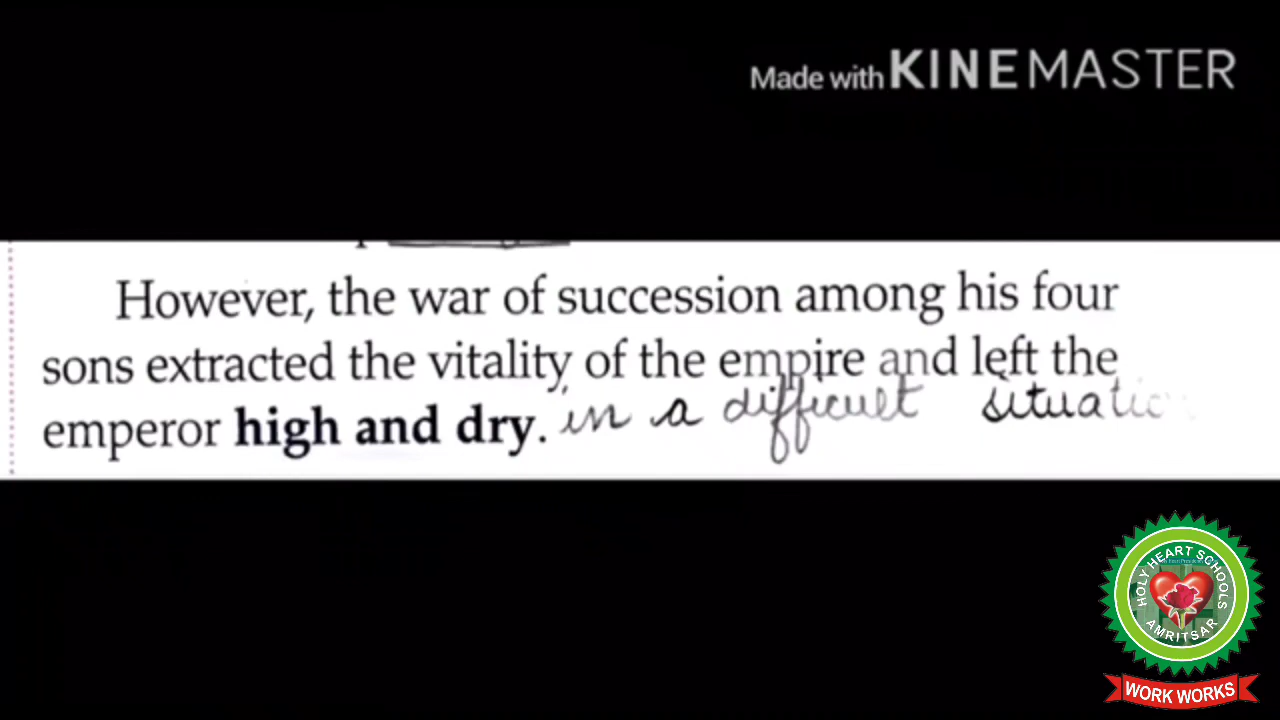 Made with KINEMASTER
However, the war of succession among his four
sons extracted the vitality of the empire and left the
emperor high and dry. in a difficult situatio
HOLY HEART SCHOOLS
AMRITSAR
WORK WORKS